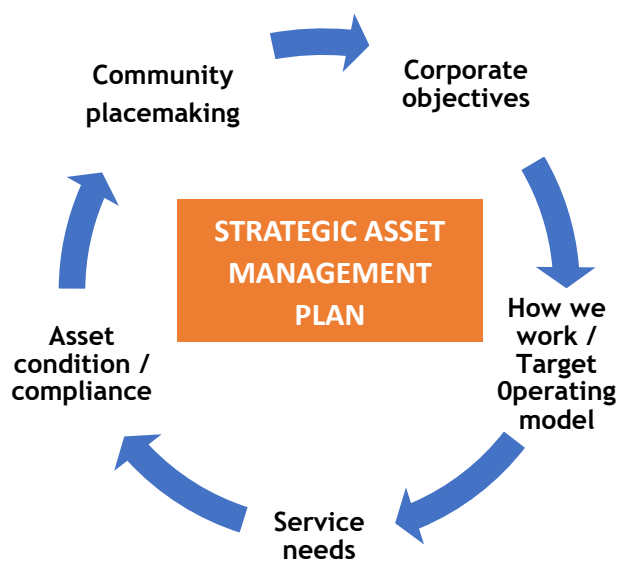 Community
placemaking
Corporate
objectives
STRATEGIC ASSET
MANAGEMENT
PLAN
How we
work /
Target
0perating
model
Service
needs
Asset
condition /
compliance